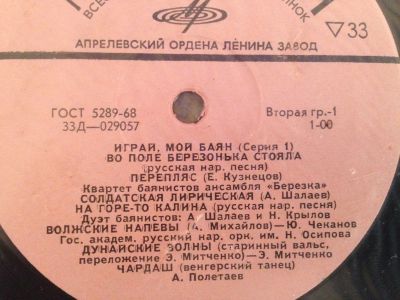 ВСЕ
НОК
АПРЕЛЕВСКИЙ ОРДЕНА ЛЕНИНА ЗАВОД
▽33
ГОСТ 5289-68
33Д—029057
Вторая гр.-1
1-00
ИГРАЙ, МОЙ БАЯН (Серия 1)
ВО ПОЛЕ БЕРЕЗОНЬКА СТОЯЛА
(русская нар. песня)
ПЕРЕПЛЯС (Е. Кузнецов)
Квартет баянистов ансамбля «Березка»
СОЛДАТСКАЯ ЛИРИЧЕСКАЯ (А. Шалаев)
НА ГОРЕ-ТО КАЛИНА (русская нар. песня)
Дуэт баянистов: А. Шалаев и Н. Крылов
ВОЛЖСКИЕ НАПЕВЫ (А. Михайлов)—Ю. Чеканов
Гос. академ. русский нар. орк. им. Н. Осипова
ДУНАЙСКИЕ ВОЛНЫ (старинный вальс,
переложение Э. Митченко)—Э. Митченко
ЧАРДАШ (венгерский танец)
А. Полетаев